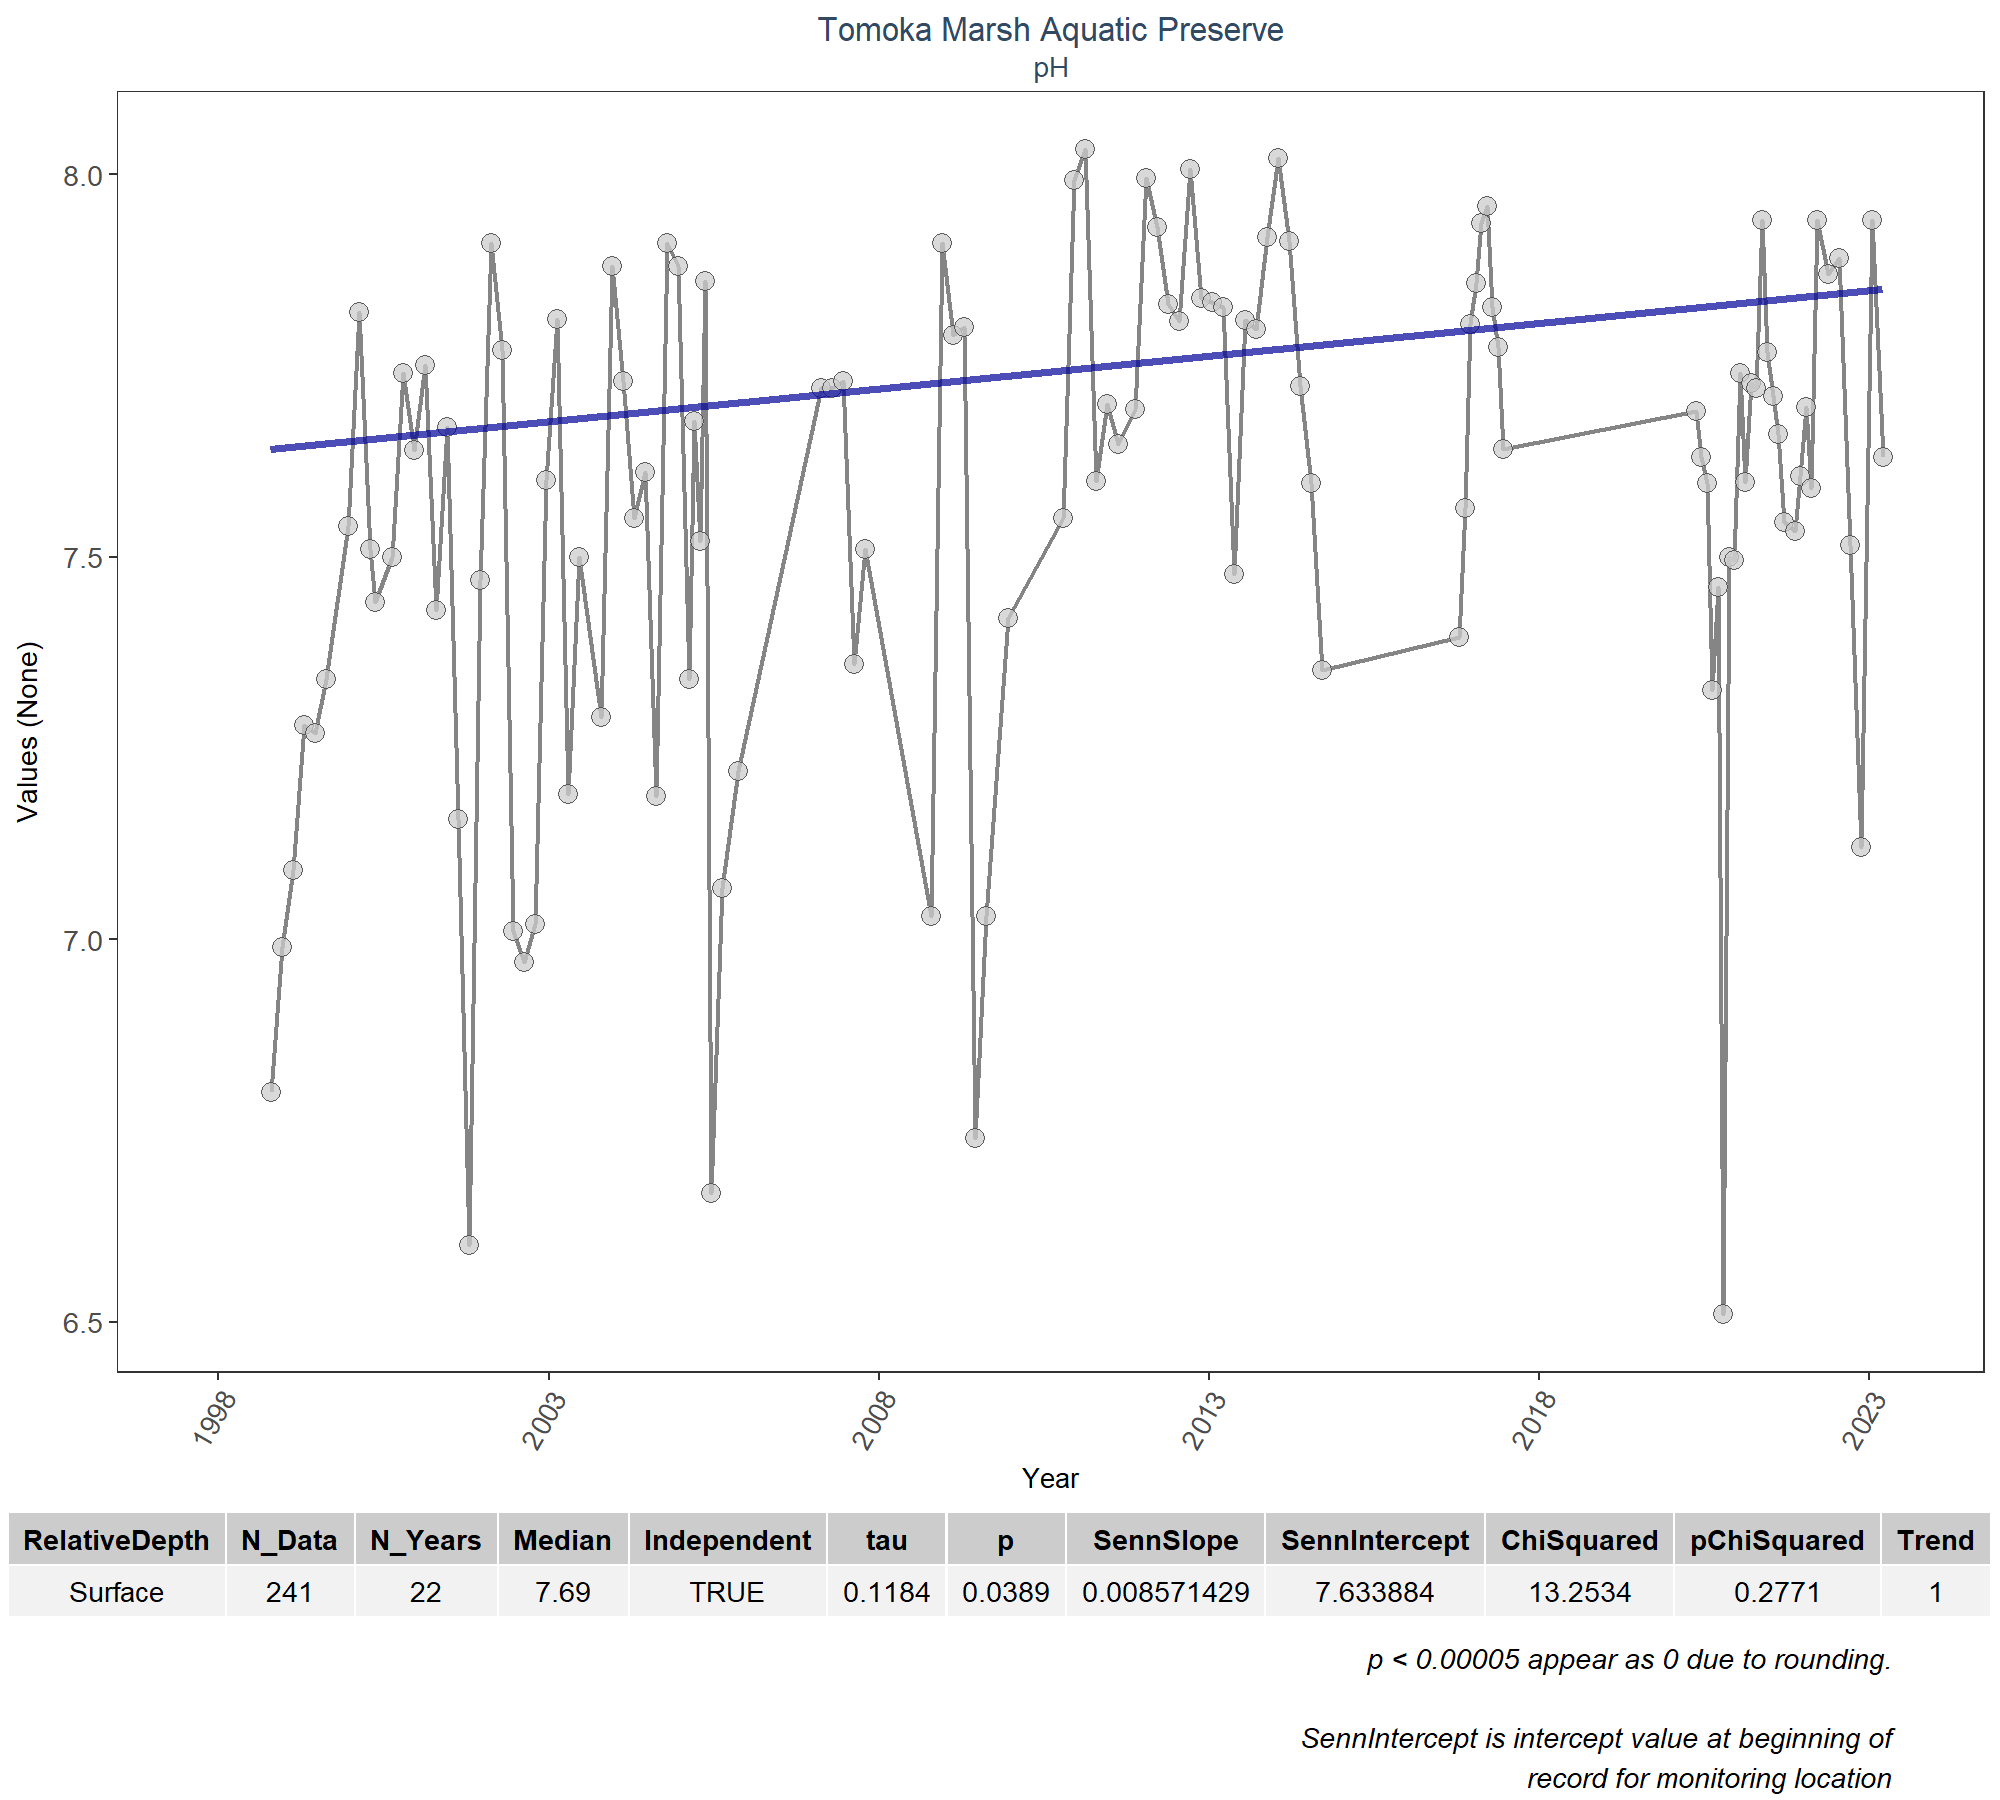 Tomoka Marsh Aquatic Preserve
pH
Values (None)
8.0
7.5
7.0
6.5
1998 2003 2008 2013 2018 2023
Year
RelativeDepth N_Data N_Years Median Independent tau p SennSlope SennIntercept ChiSquared pChiSquared Trend
Surface 241 22 7.69 TRUE 0.1184 0.0389 0.008571429 7.633884 13.2534 0.2771 1
p < 0.00005 appear as 0 due to rounding.
SennIntercept is intercept value at beginning of
record for monitoring location